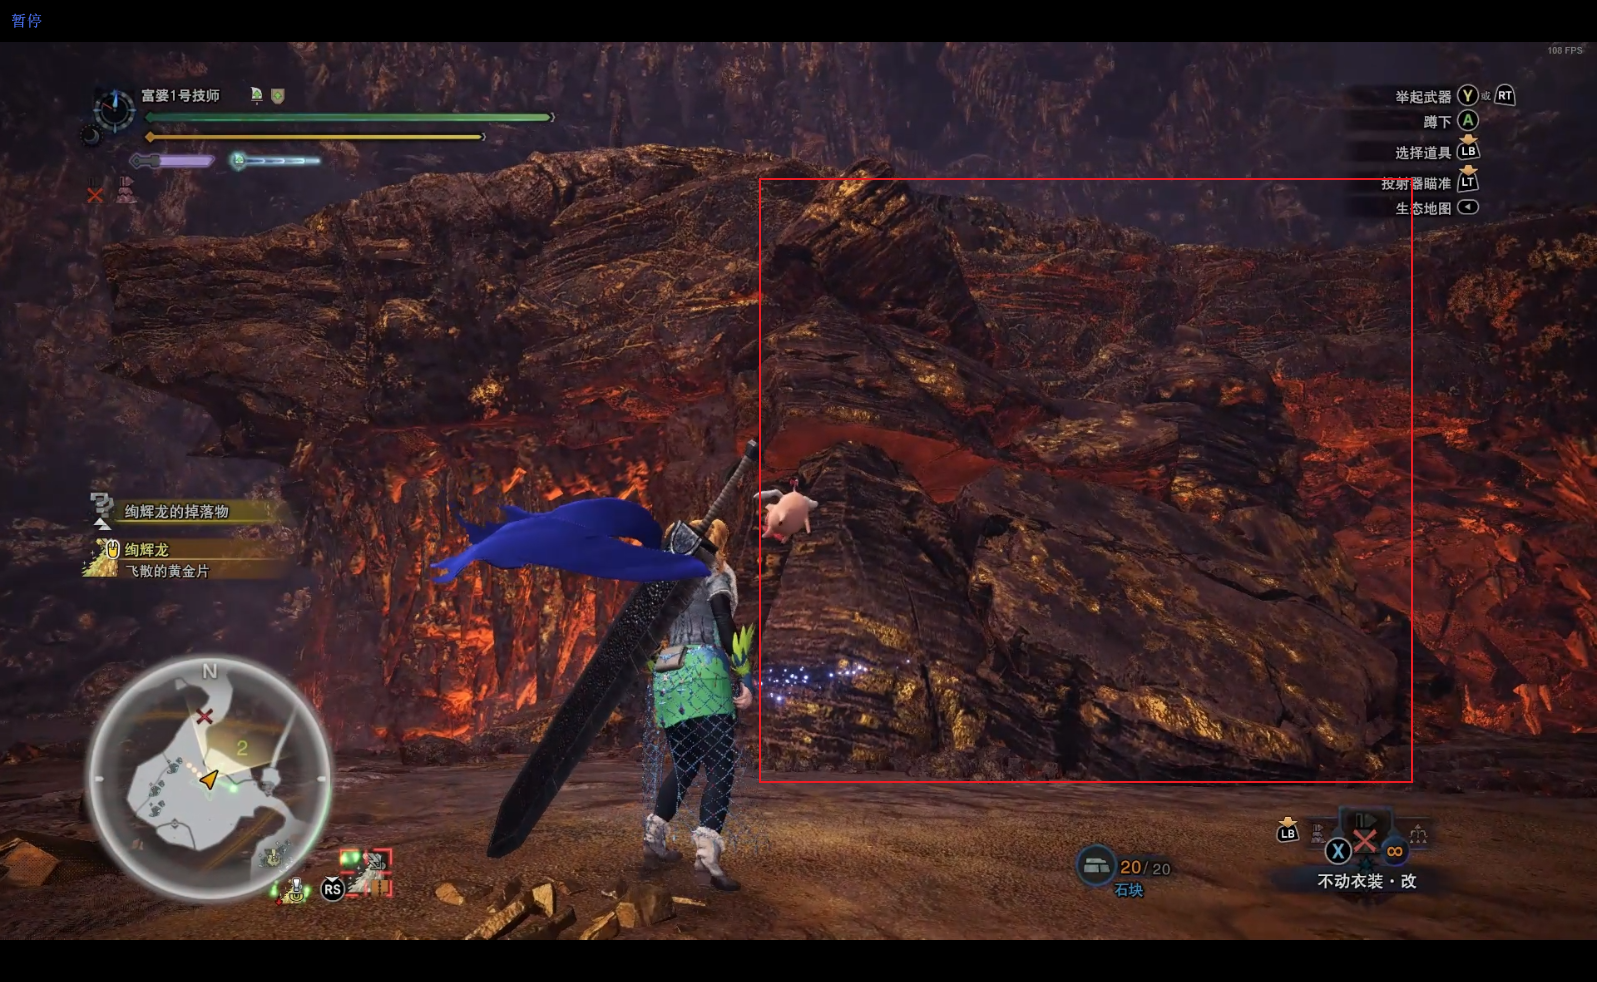 暂停
108 FPS
富婆1号技师
举起武器 Y 或 RT
蹲下 A
选择道具 LB
投射器瞄准 LT
生态地图
绚辉龙的掉落物
绚辉龙
飞散的黄金片
N
2
RS
LB
X
20/20
石块
不动衣装·改